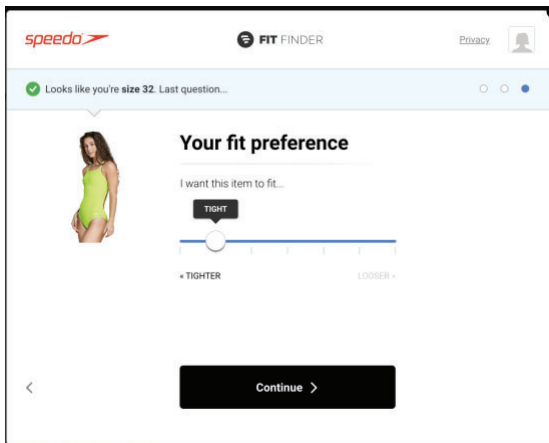 speedo
FIT FINDER
Privacy
Looks like you're size 32. Last question...
Your fit preference
I want this item to fit...
TIGHT
« TIGHTER
LOOSER »
Continue